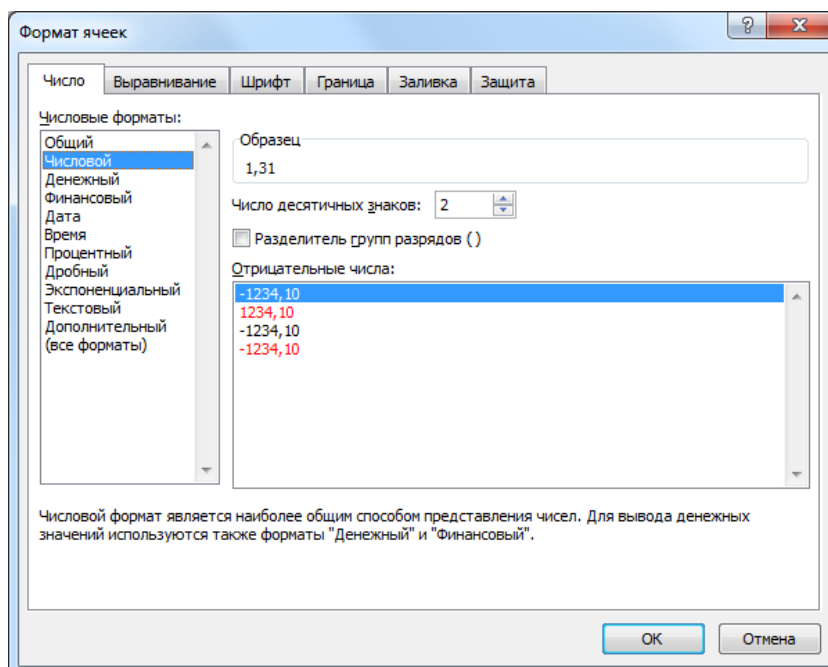 Формат ячеек
Число Выравнивание Шрифт Граница Заливка Защита
Числовые форматы:
Общий
Числовой
Денежный
Финансовый
Дата
Время
Процентный
Дробный
Экспоненциальный
Текстовый
Дополнительный
(все форматы)
Образец
1,31
Число десятичных знаков: 2
Разделитель групп разрядов ( )
Отрицательные числа:
-1234,10
1234,10
-1234,10
-1234,10
Числовой формат является наиболее общим способом представления чисел. Для вывода денежных
значений используются также форматы "Денежный" и "Финансовый".
ОК Отмена